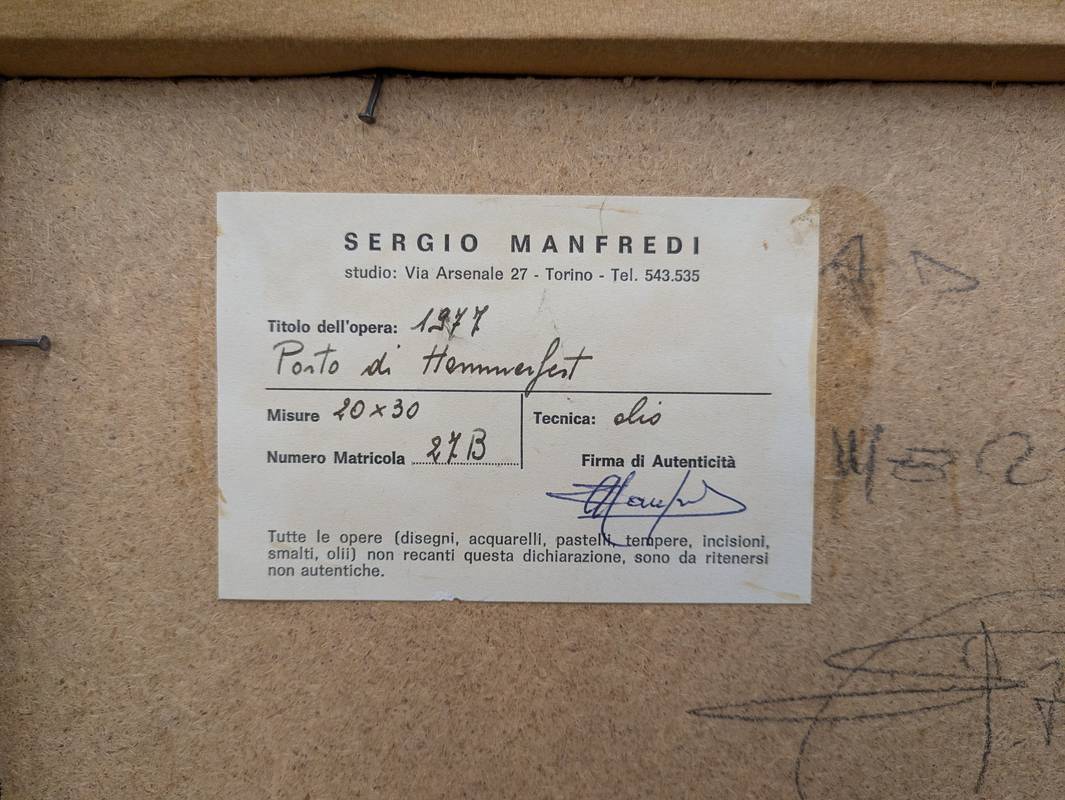 SERGIO MANFREDI
studio: Via Arsenale 27 - Torino - Tel. 543.535
Titolo dell'opera: 1977
Porto di Hammerfest
Misure 20 x 30
Tecnica: olio
Numero Matricola 27B
Firma di Autenticità
Tutte le opere (disegni, acquarelli, pastelli, tempere, incisioni,
smalti, olii) non recanti questa dichiarazione, sono da ritenersi
non autentiche.